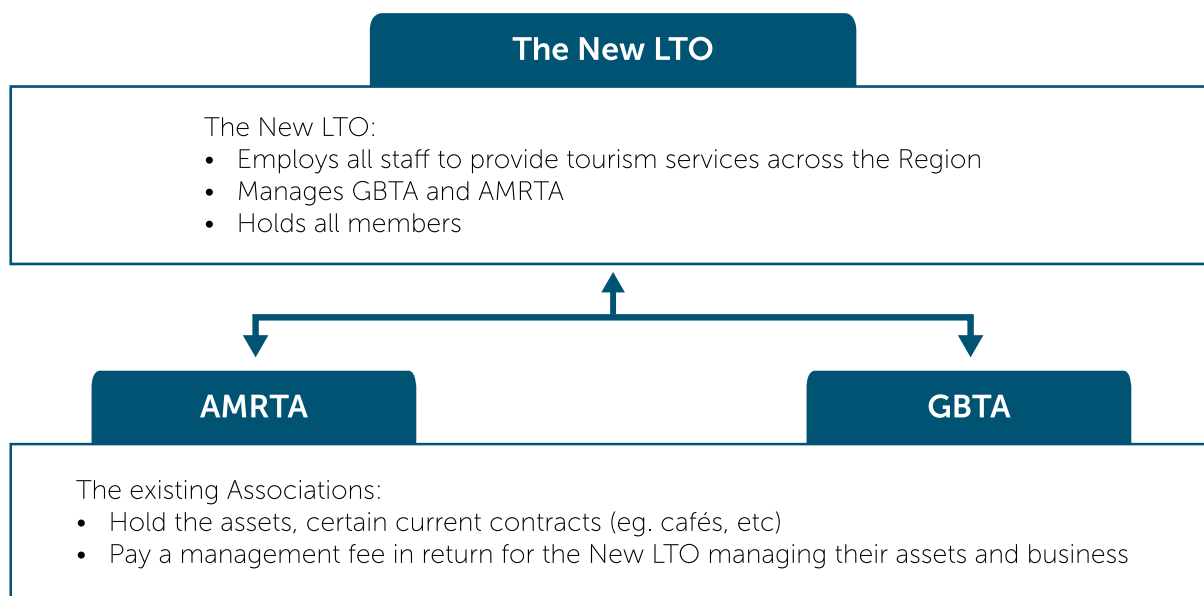 The New LTO
The New LTO:
• Employs all staff to provide tourism services across the Region
• Manages GBTA and AMRTA
• Holds all members
AMRTA
GBTA
The existing Associations:
• Hold the assets, certain current contracts (eg. cafés, etc)
• Pay a management fee in return for the New LTO managing their assets and business